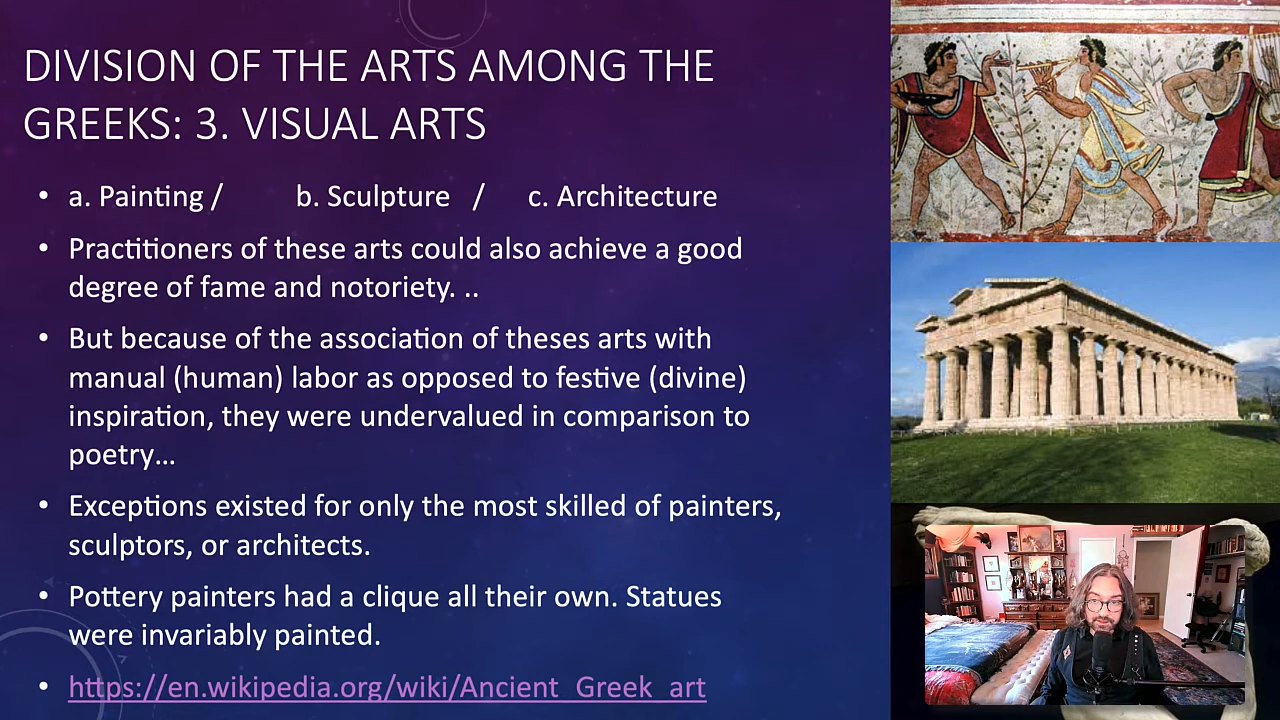 DIVISION OF THE ARTS AMONG THE
GREEKS: 3. VISUAL ARTS
• a. Painting / b. Sculpture / c. Architecture
• Practitioners of these arts could also achieve a good
degree of fame and notoriety. ..
• But because of the association of theses arts with
manual (human) labor as opposed to festive (divine)
inspiration, they were undervalued in comparison to
poetry…
• Exceptions existed for only the most skilled of painters,
sculptors, or architects.
• Pottery painters had a clique all their own. Statues
were invariably painted.
• https://en.wikipedia.org/wiki/Ancient_Greek_art